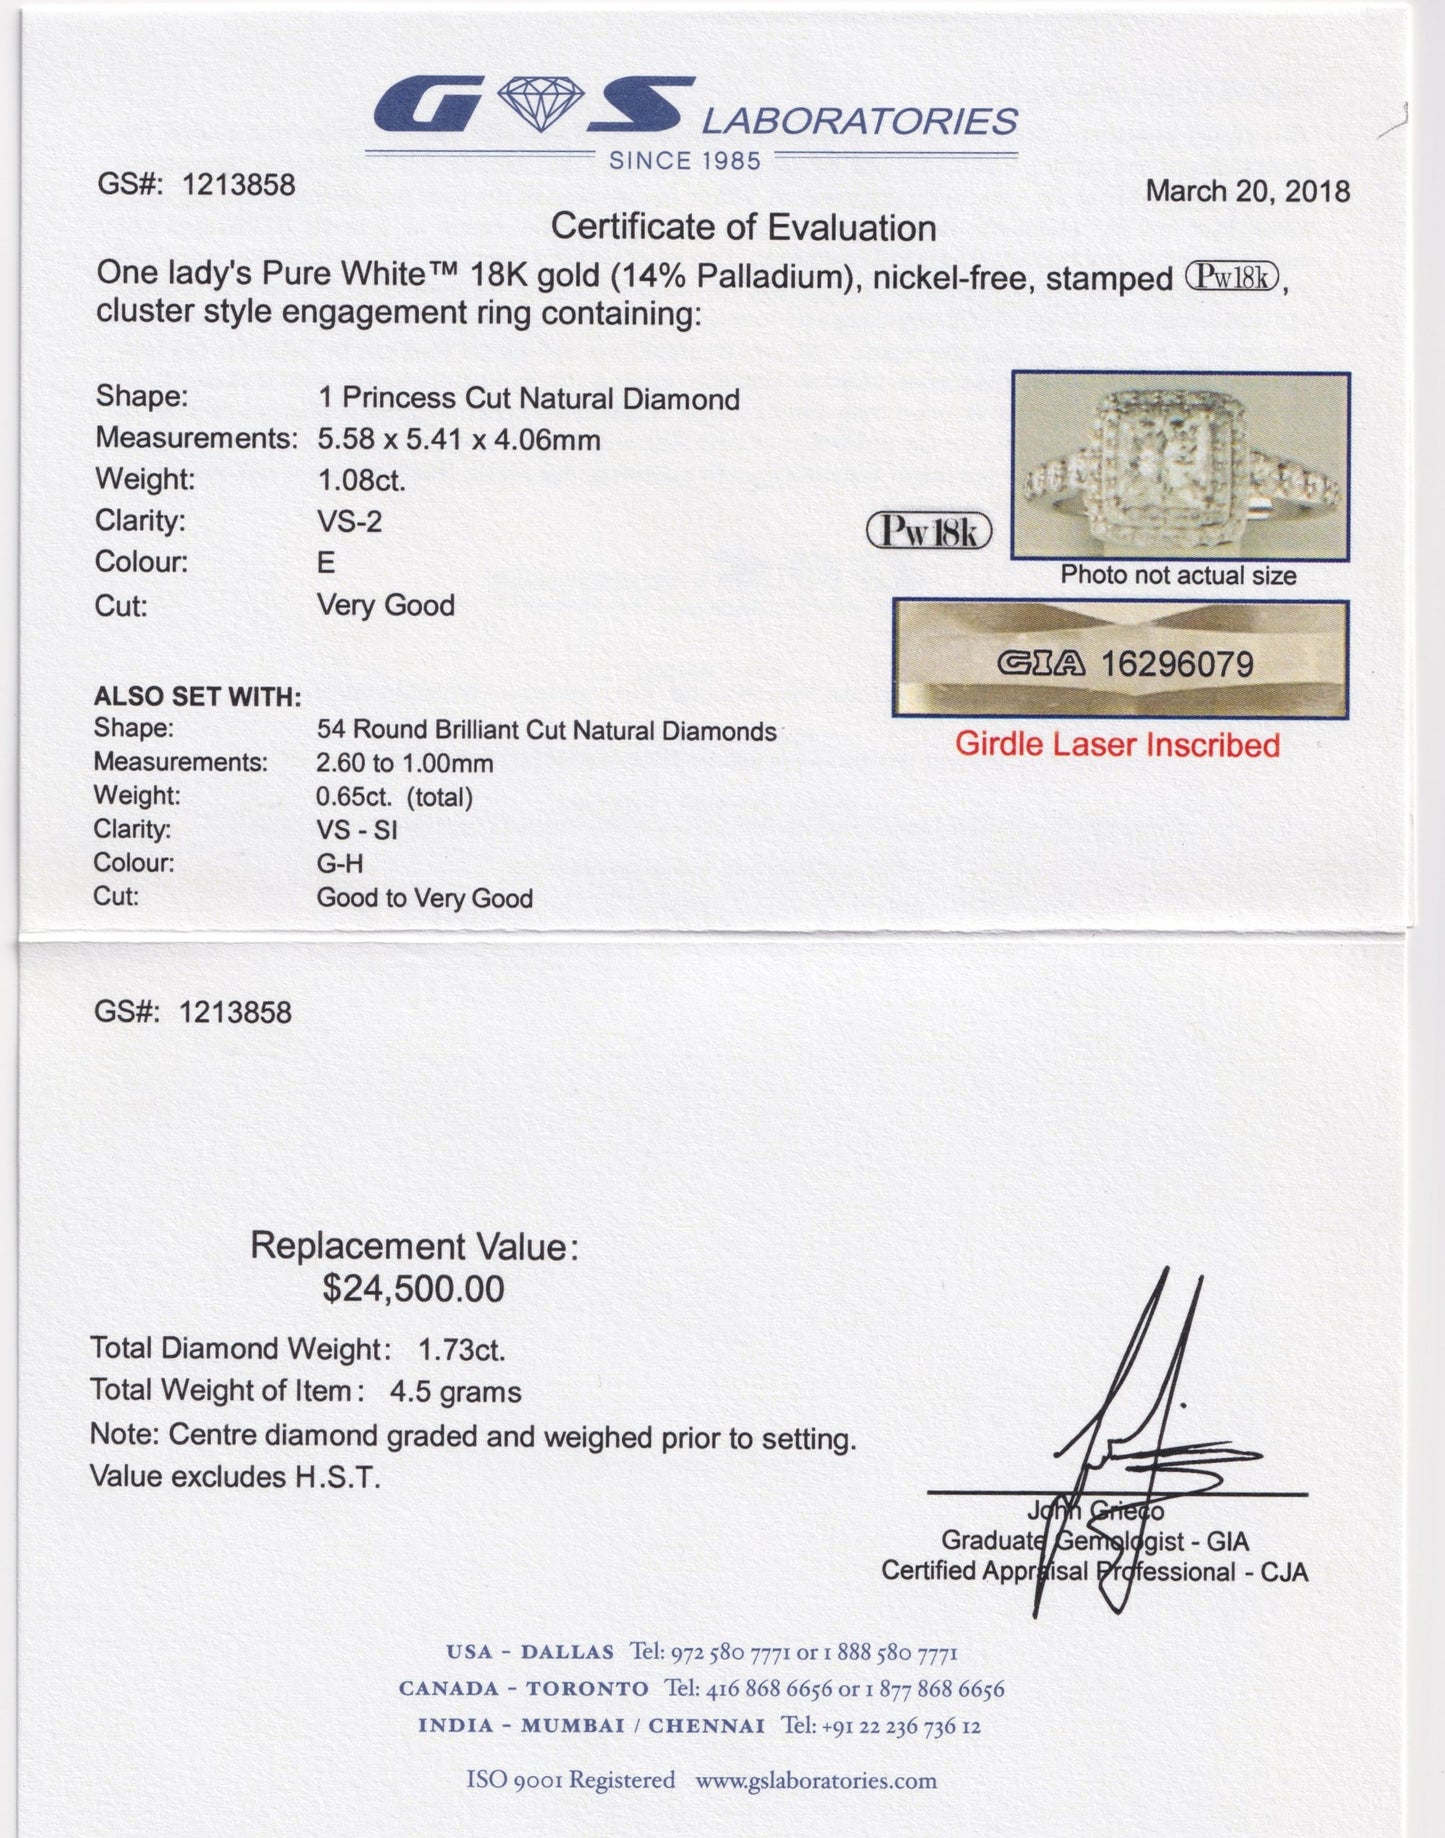 GS LABORATORIES
SINCE 1985
GS#: 1213858
March 20, 2018
Certificate of Evaluation
One lady's Pure White™ 18K gold (14% Palladium), nickel-free, stamped Pw18k,
cluster style engagement ring containing:
Shape: 1 Princess Cut Natural Diamond
Measurements: 5.58 x 5.41 x 4.06mm
Weight: 1.08ct.
Clarity: VS-2
Colour: E
Cut: Very Good
Pw18k
Photo not actual size
GIA 16296079
Girdle Laser Inscribed
ALSO SET WITH:
Shape: 54 Round Brilliant Cut Natural Diamonds
Measurements: 2.60 to 1.00mm
Weight: 0.65ct. (total)
Clarity: VS - SI
Colour: G-H
Cut: Good to Very Good
GS#: 1213858
Replacement Value:
$24,500.00
Total Diamond Weight: 1.73ct.
Total Weight of Item: 4.5 grams
Note: Centre diamond graded and weighed prior to setting.
Value excludes H.S.T.
John Grieco
Graduate Gemologist - GIA
Certified Appraisal Professional - CJA
USA - DALLAS Tel: 972 580 7771 or 1 888 580 7771
CANADA - TORONTO Tel: 416 868 6656 or 1 877 868 6656
INDIA - MUMBAI / CHENNAI Tel: +91 22 236 736 12
ISO 9001 Registered www.gslaboratories.com